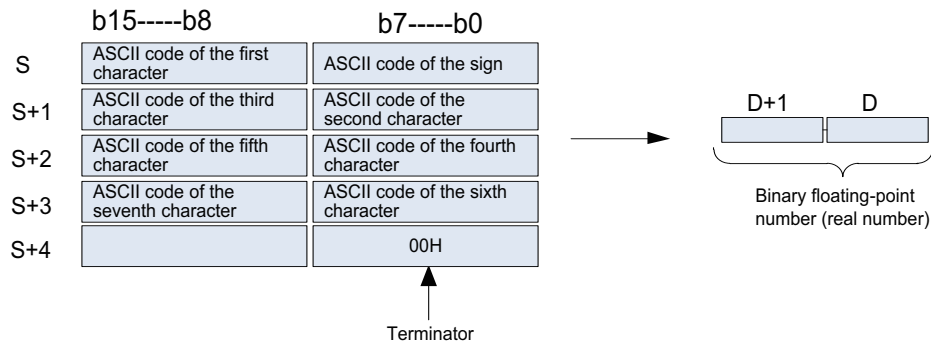 b15-----b8
b7-----b0
S
ASCII code of the first
character
ASCII code of the sign
S+1
ASCII code of the third
character
ASCII code of the
second character
S+2
ASCII code of the fifth
character
ASCII code of the fourth
character
S+3
ASCII code of the
seventh character
ASCII code of the sixth
character
S+4
00H
Terminator
D+1
D
Binary floating-point
number (real number)